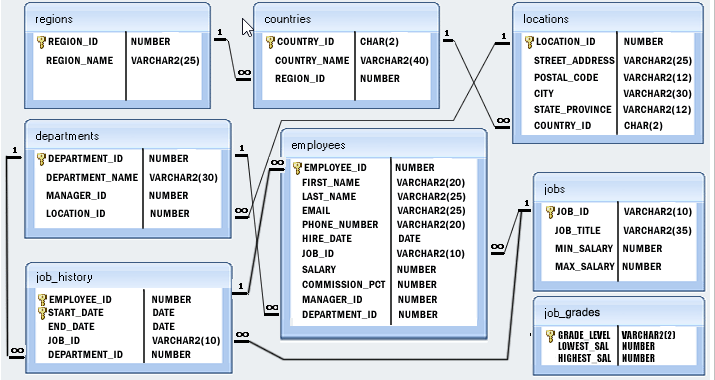 regions
REGION_ID NUMBER
REGION_NAME VARCHAR2(25)
1
∞
countries
COUNTRY_ID CHAR(2)
COUNTRY_NAME VARCHAR2(40)
REGION_ID NUMBER
1
∞
locations
LOCATION_ID NUMBER
STREET_ADDRESS VARCHAR2(25)
POSTAL_CODE VARCHAR2(12)
CITY VARCHAR2(30)
STATE_PROVINCE VARCHAR2(12)
COUNTRY_ID CHAR(2)
1
∞
departments
DEPARTMENT_ID NUMBER
DEPARTMENT_NAME VARCHAR2(30)
MANAGER_ID NUMBER
LOCATION_ID NUMBER
1
1
∞
employees
EMPLOYEE_ID NUMBER
FIRST_NAME VARCHAR2(20)
LAST_NAME VARCHAR2(25)
EMAIL VARCHAR2(25)
PHONE_NUMBER VARCHAR2(20)
HIRE_DATE DATE
JOB_ID VARCHAR2(10)
SALARY NUMBER
COMMISSION_PCT NUMBER
MANAGER_ID NUMBER
DEPARTMENT_ID NUMBER
∞
∞
∞
jobs
JOB_ID VARCHAR2(10)
JOB_TITLE VARCHAR2(35)
MIN_SALARY NUMBER
MAX_SALARY NUMBER
1
job_history
EMPLOYEE_ID NUMBER
START_DATE DATE
END_DATE DATE
JOB_ID VARCHAR2(10)
DEPARTMENT_ID NUMBER
1
∞
∞
job_grades
GRADE_LEVEL VARCHAR2(2)
LOWEST_SAL NUMBER
HIGHEST_SAL NUMBER